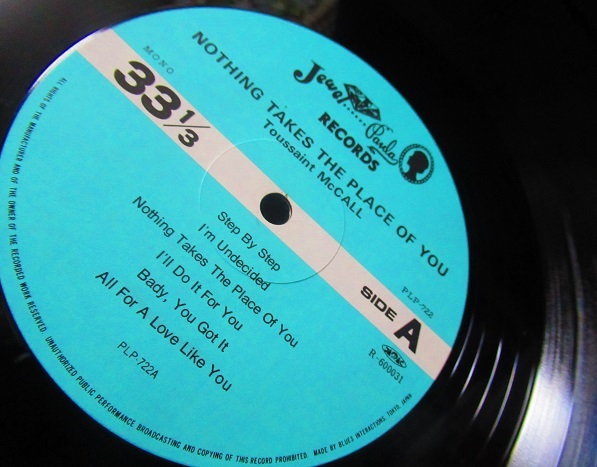 Jewel......
Paula
RECORDS
NOTHING TAKES THE PLACE OF YOU
Toussaint McCALL
MONO
33 1/3
PLP-722
SIDE A
R-600031
Step By Step
I'm Undecided
Nothing Takes The Place Of You
I'll Do It For You
Bady, You Got It
All For A Love Like You
PLP-722A
ALL RIGHTS OF THE MANUFACTURER AND OF THE OWNER OF THE RECORDED WORK RESERVED. UNAUTHORIZED PUBLIC PERFORMANCE BROADCASTING AND COPYING OF THIS RECORD PROHIBITED. MADE BY BLUES INTERACTIONS, TOKYO, JAPAN